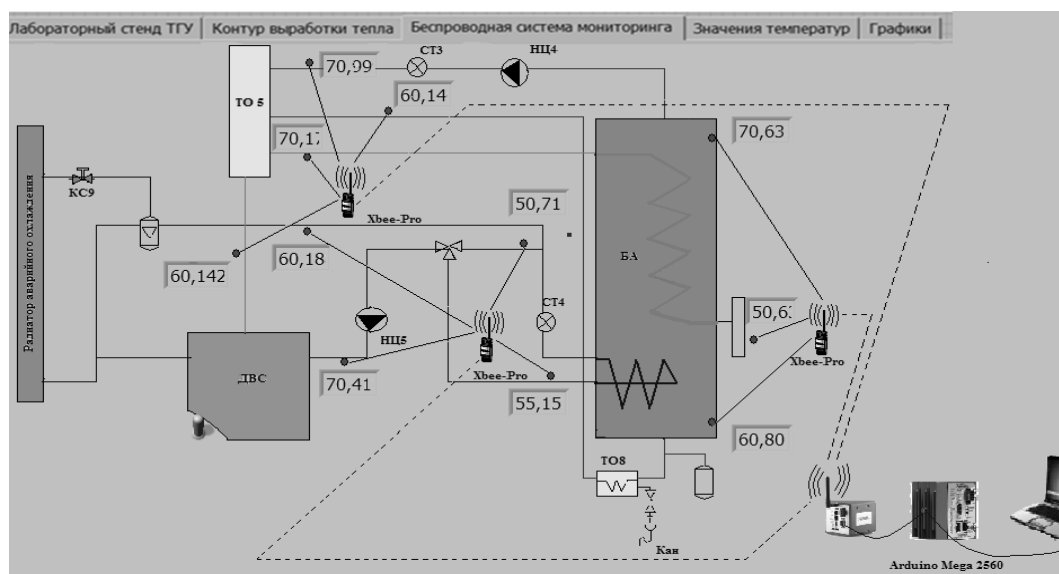 Лабораторный стенд ТГУ
Контур выработки тепла
Беспроводная система мониторинга
Значения температур
Графики
70,99
СТ3
НЦ4
ТО 5
60,14
70,63
70,17
КС9
Xbee-Pro
50,71
60,142
60,18
БА
Радиатор аварийного охлаждения
СТ4
НЦ5
Xbee-Pro
Xbee-Pro
ДВС
70,41
55,15
60,80
ТО8
Кан
Arduino Mega 2560